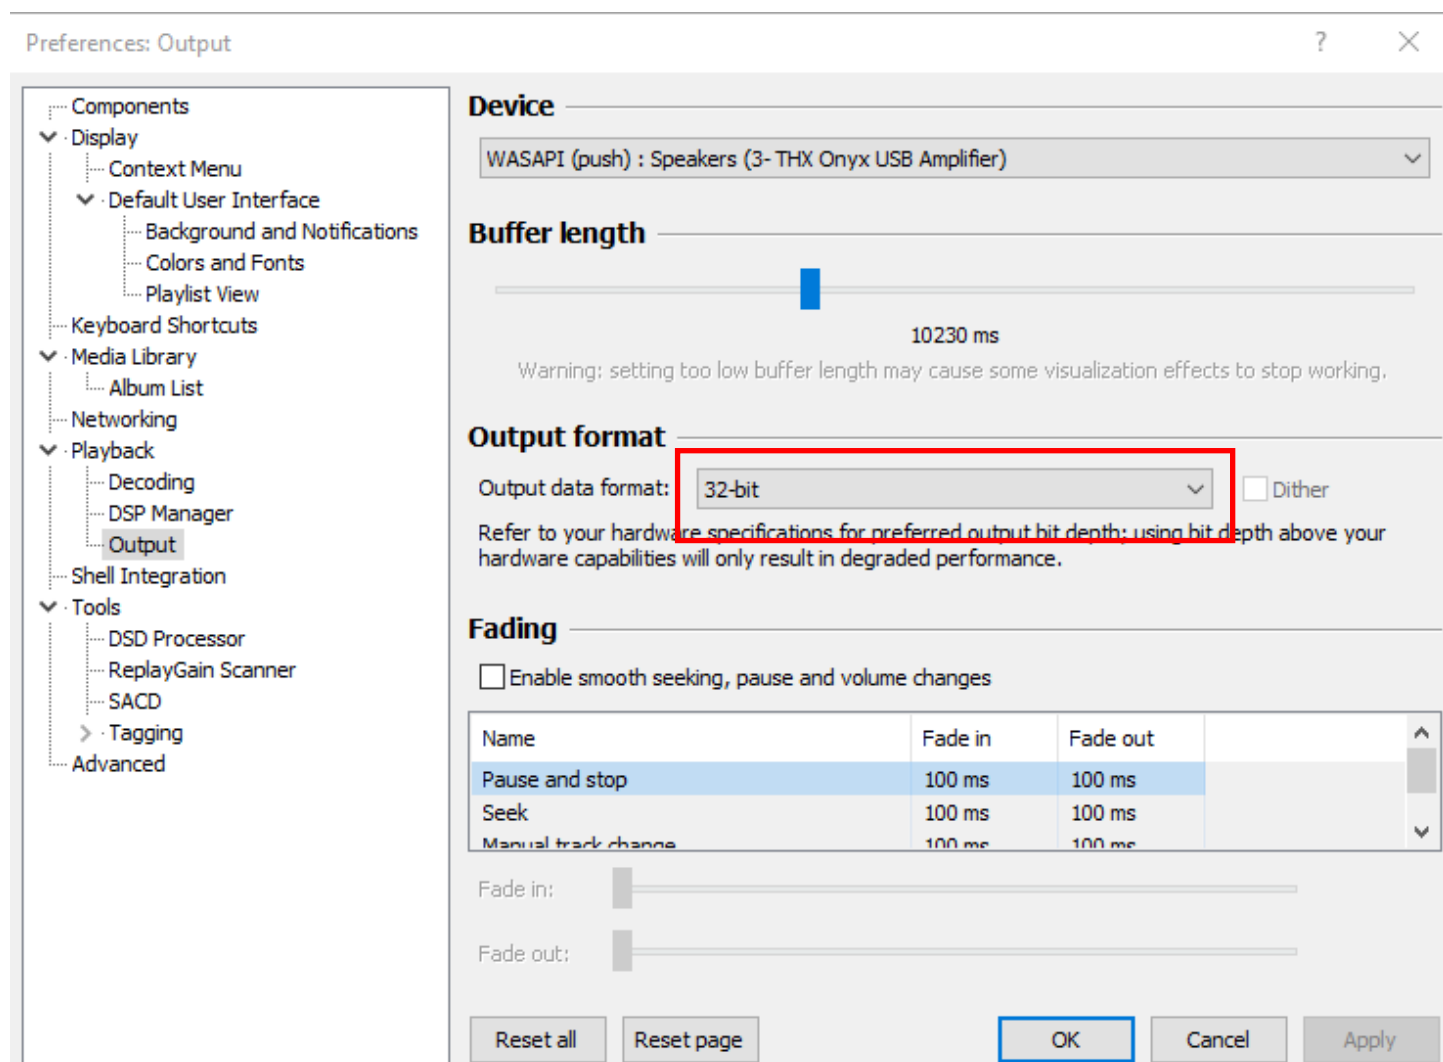 Preferences: Output
?
Components
Display
Context Menu
Default User Interface
Background and Notifications
Colors and Fonts
Playlist View
Keyboard Shortcuts
Media Library
Album List
Networking
Playback
Decoding
DSP Manager
Output
Shell Integration
Tools
DSD Processor
ReplayGain Scanner
SACD
Tagging
Advanced
Device
WASAPI (push) : Speakers (3- THX Onyx USB Amplifier)
Buffer length
10230 ms
Warning: setting too low buffer length may cause some visualization effects to stop working.
Output format
Output data format: 32-bit Dither
Refer to your hardware specifications for preferred output bit depth; using bit depth above your
hardware capabilities will only result in degraded performance.
Fading
Enable smooth seeking, pause and volume changes
Name Fade in Fade out
Pause and stop 100 ms 100 ms
Seek 100 ms 100 ms
Manual track change 100 ms 100 ms
Fade in:
Fade out:
Reset all Reset page OK Cancel Apply